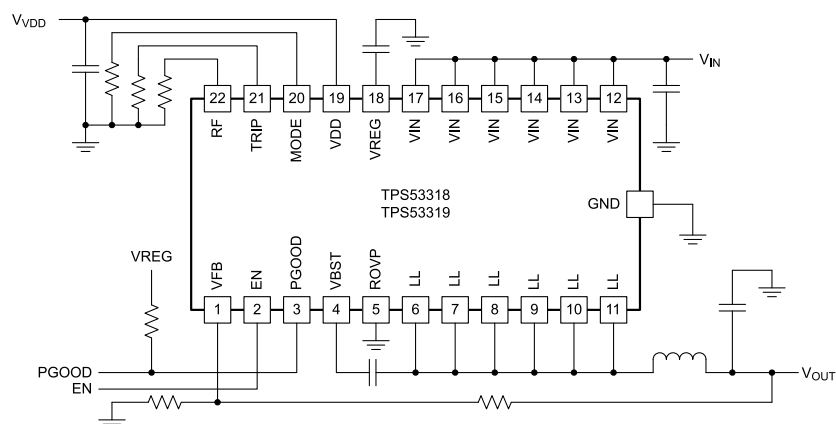 VVDD
VIN
22 21 20 19 18 17 16 15 14 13 12
RF TRIP MODE VDD VREG VIN VIN VIN VIN VIN VIN
TPS53318
TPS53319
GND
VREG
VFB EN PGOOD VBST ROVP LL LL LL LL LL LL
1 2 3 4 5 6 7 8 9 10 11
PGOOD
EN
VOUT